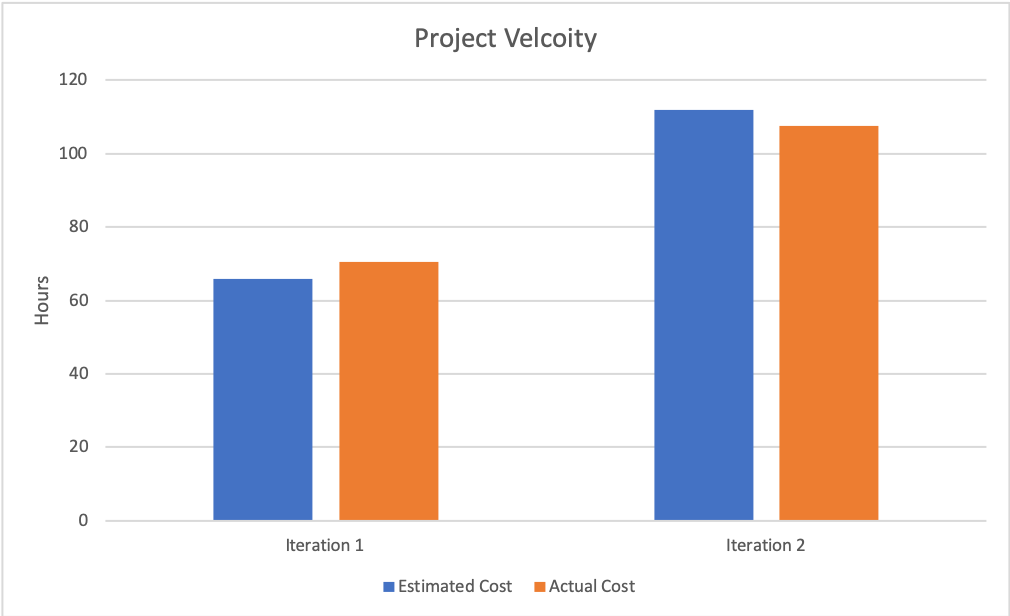 Project Velcoity
120
100
80
60
40
20
0
Hours
Iteration 1
Iteration 2
Estimated Cost
Actual Cost